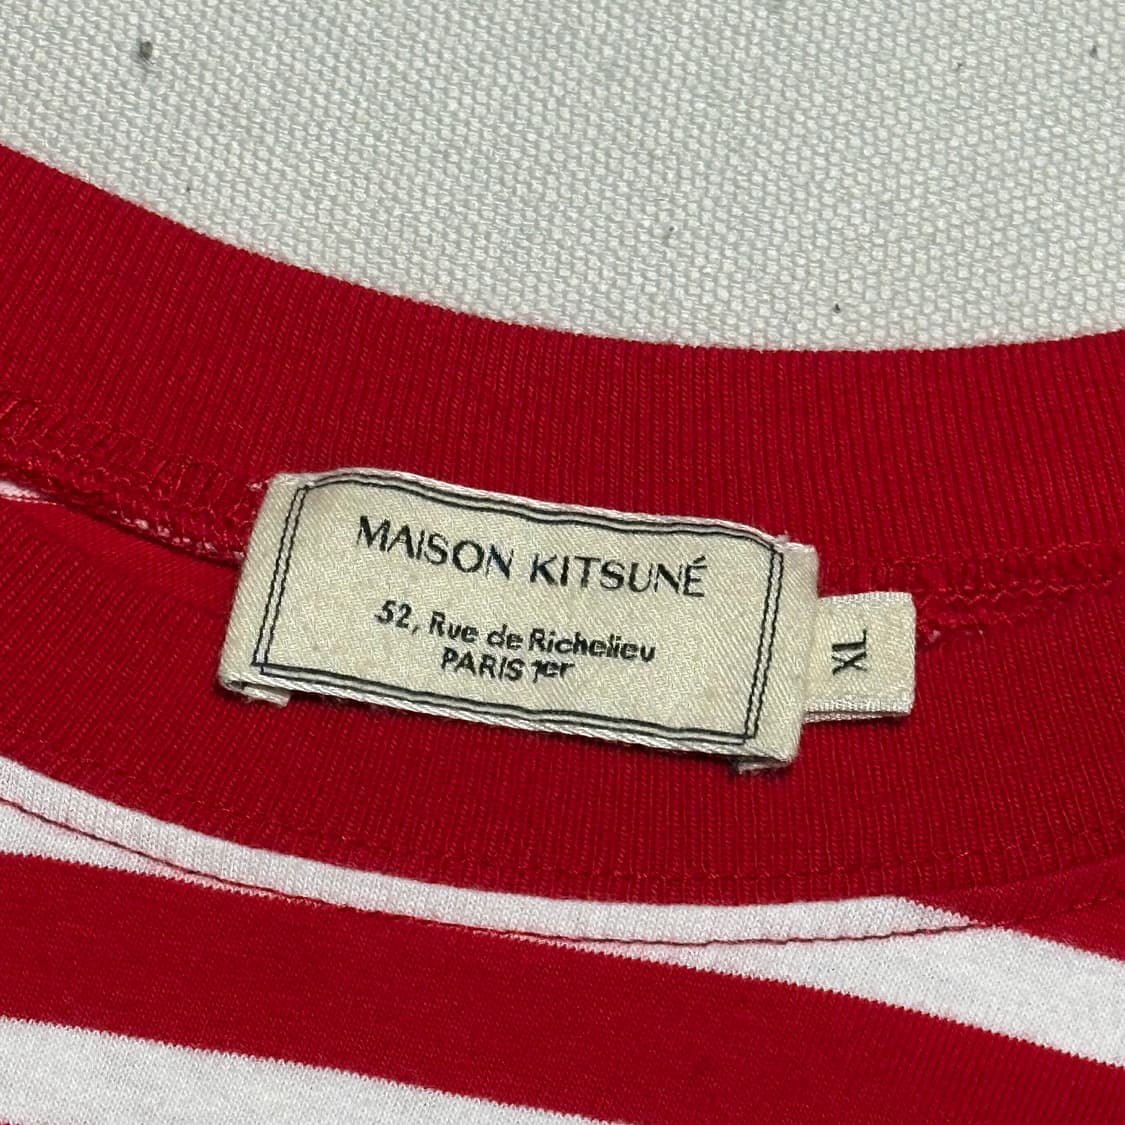 MAISON KITSUNÉ
52, Rue de Richelieu
PARIS 1er
XL